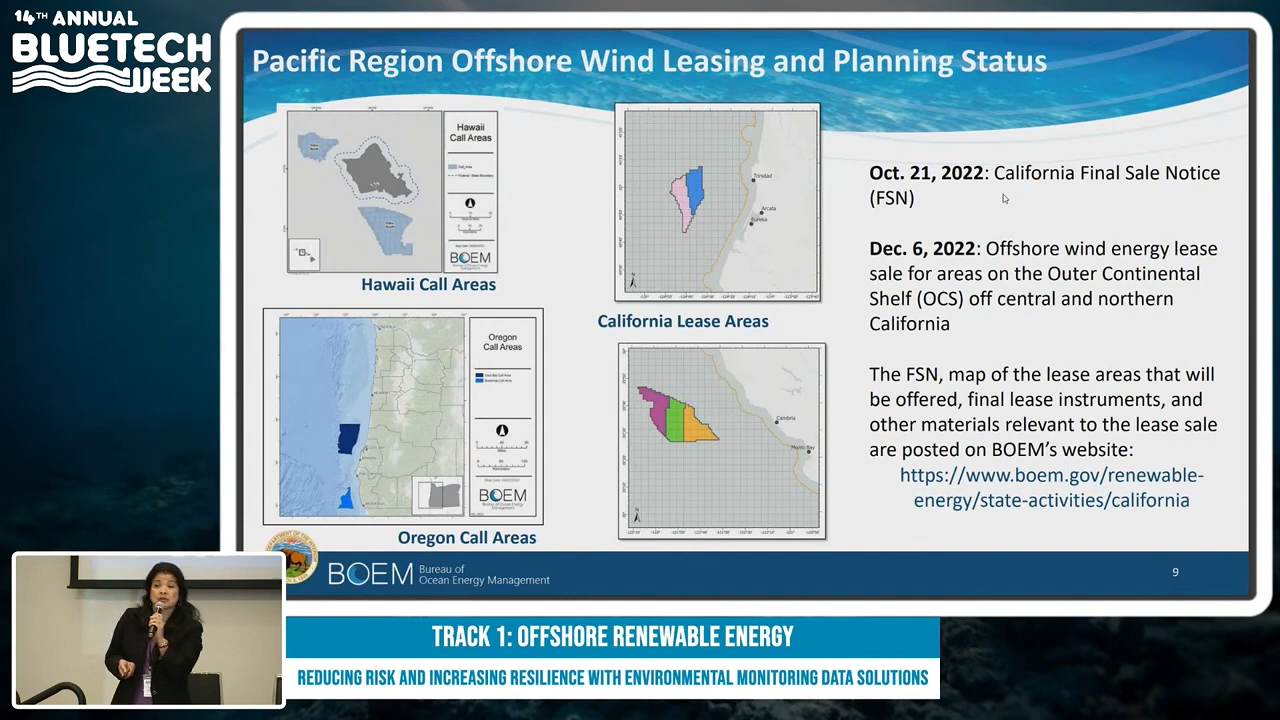 14TH ANNUAL
BLUETECH
WEEK
Pacific Region Offshore Wind Leasing and Planning Status
Hawaii
Call Areas
BOEM
Hawaii Call Areas
Oregon
Call Areas
BOEM
Oregon Call Areas
Trinidad
Arcata
Eureka
California Lease Areas
Cambria
Morro Bay
Oct. 21, 2022: California Final Sale Notice
(FSN)
Dec. 6, 2022: Offshore wind energy lease
sale for areas on the Outer Continental
Shelf (OCS) off central and northern
California
The FSN, map of the lease areas that will
be offered, final lease instruments, and
other materials relevant to the lease sale
are posted on BOEM’s website:
https://www.boem.gov/renewable-
energy/state-activities/california
BOEM
Bureau of
Ocean Energy Management
9
TRACK 1: OFFSHORE RENEWABLE ENERGY
REDUCING RISK AND INCREASING RESILIENCE WITH ENVIRONMENTAL MONITORING DATA SOLUTIONS